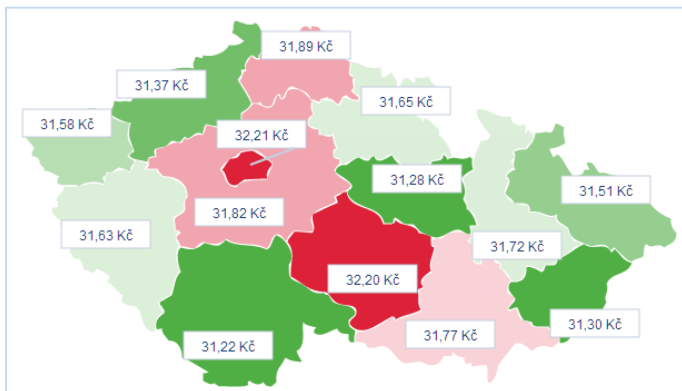 31,89 Kč
31,37 Kč
31,65 Kč
31,58 Kč
32,21 Kč
31,28 Kč
31,51 Kč
31,82 Kč
31,63 Kč
31,72 Kč
32,20 Kč
31,30 Kč
31,77 Kč
31,22 Kč